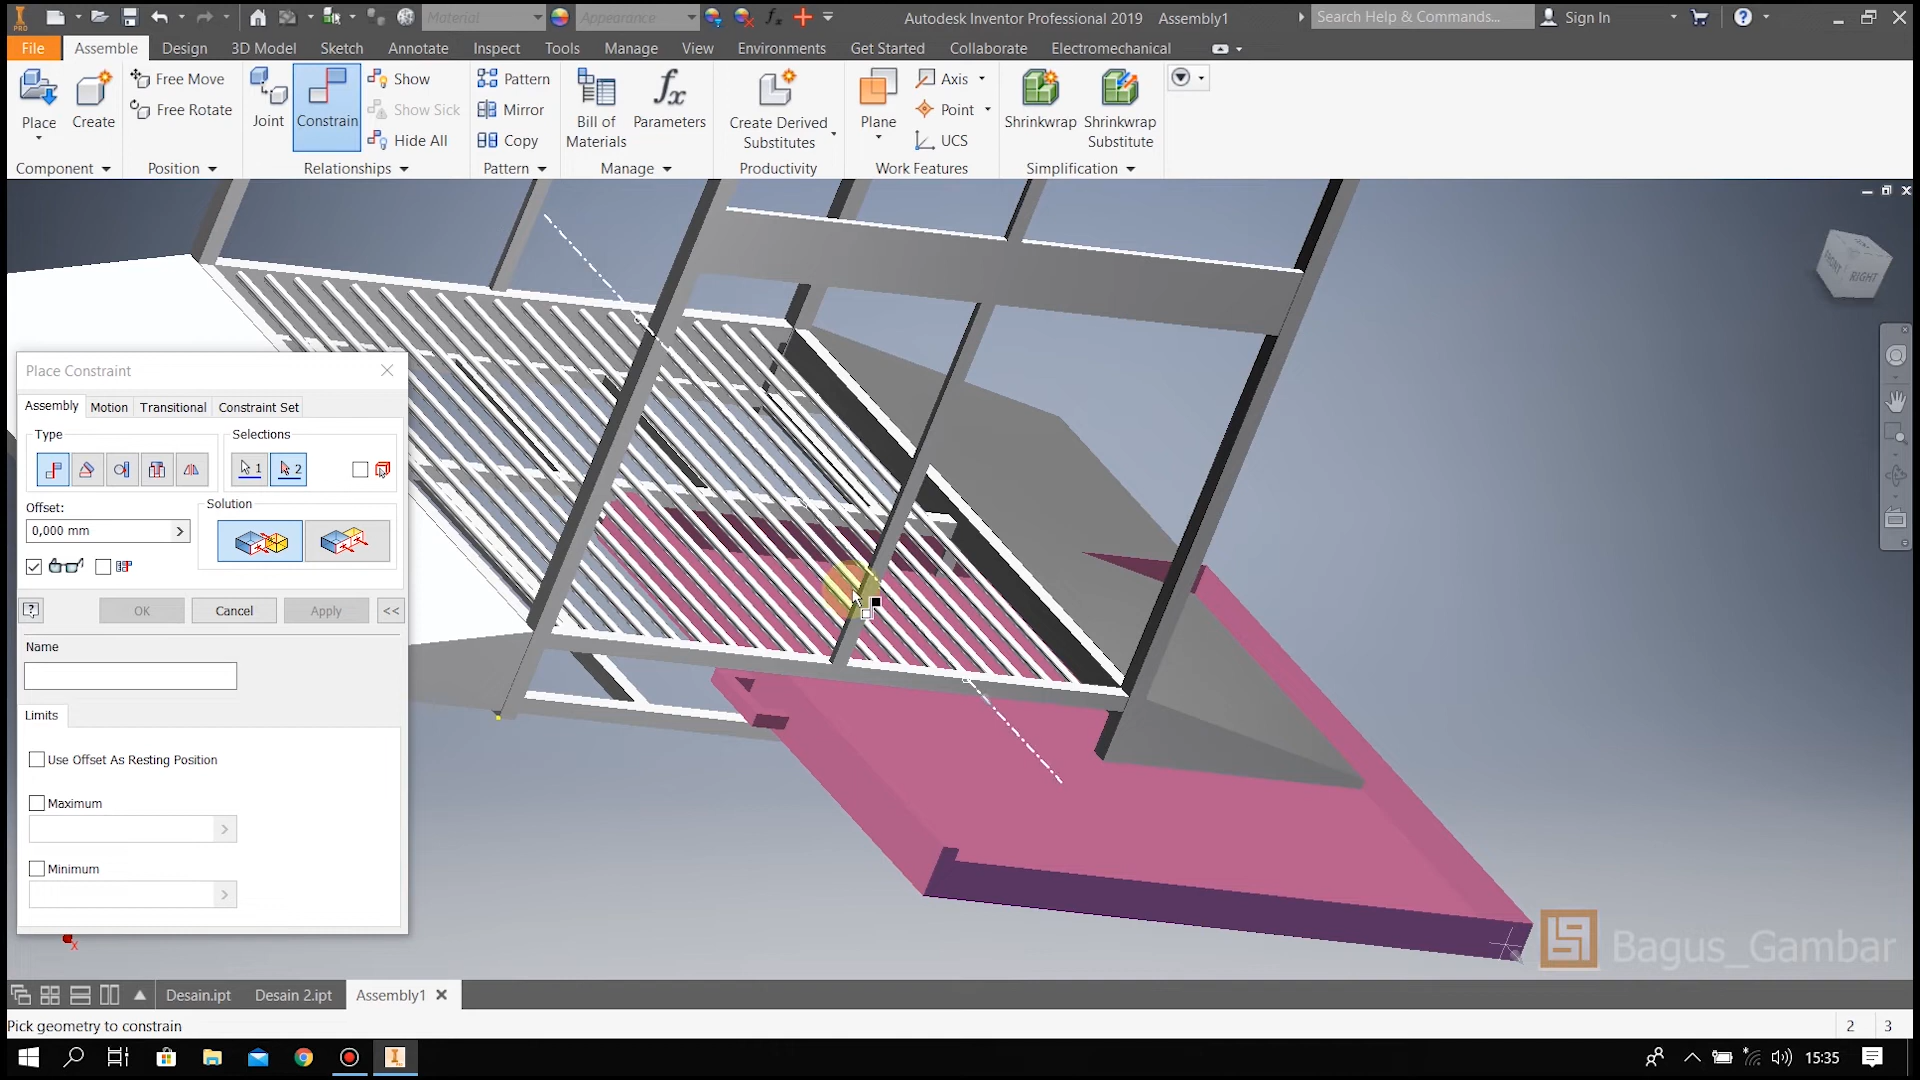 PRO
Material
Appearance
Autodesk Inventor Professional 2019 Assembly1
Search Help & Commands...
Sign In
File Assemble Design 3D Model Sketch Annotate Inspect Tools Manage View Environments Get Started Collaborate Electromechanical
Place
Create
Free Move
Free Rotate
Joint
Constrain
Show
Show Sick
Hide All
Pattern
Mirror
Copy
Bill of
Materials
Parameters
Create Derived
Substitutes
Plane
Axis
Point
UCS
Shrinkwrap
Shrinkwrap
Substitute
Component Position Relationships Pattern Manage Productivity Work Features Simplification
FRONT
RIGHT
Place Constraint
Assembly Motion Transitional Constraint Set
Type
Selections
1
2
Offset:
0,000 mm
Solution
OK Cancel Apply <<
Name
Limits
Use Offset As Resting Position
Maximum
Minimum
x
Bagus_Gambar
Desain.ipt Desain 2.ipt Assembly1
Pick geometry to constrain
2 3
15:35